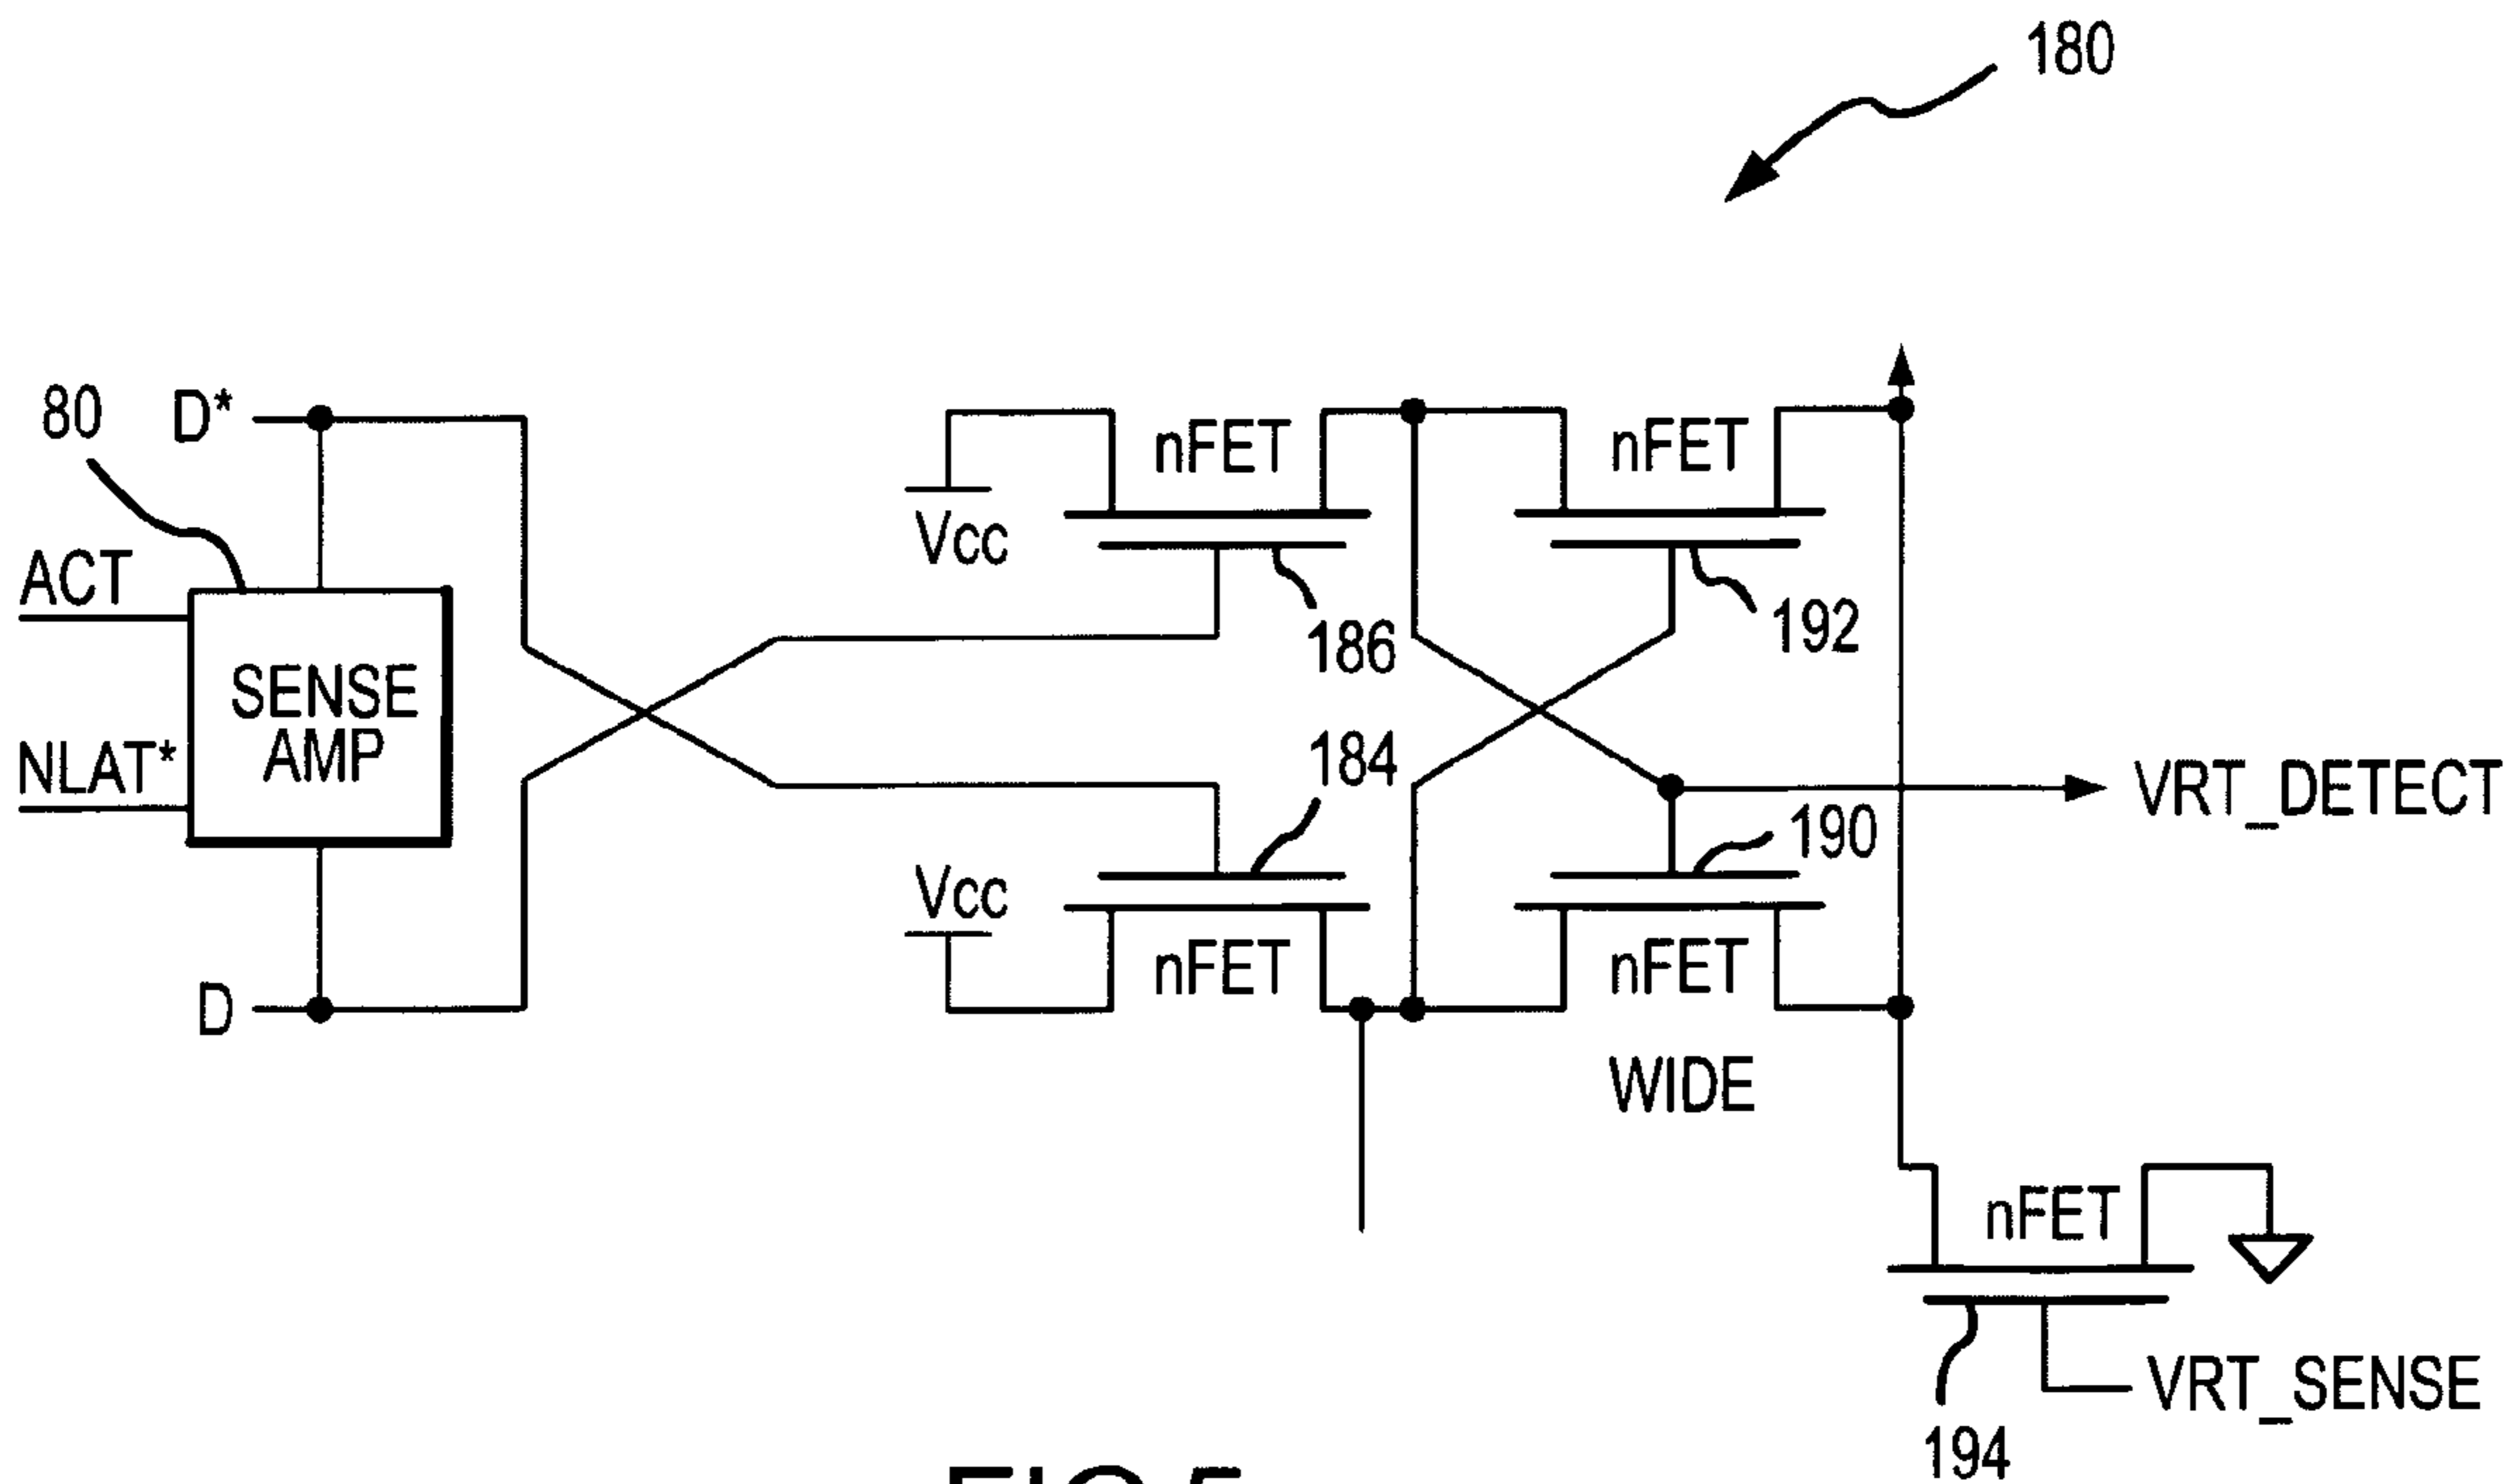 180
80
D*
nFET
nFET
Vcc
ACT
192
186
SENSE
AMP
NLAT*
184
VRT_DETECT
190
Vcc
nFET
nFET
D
WIDE
nFET
VRT_SENSE
194